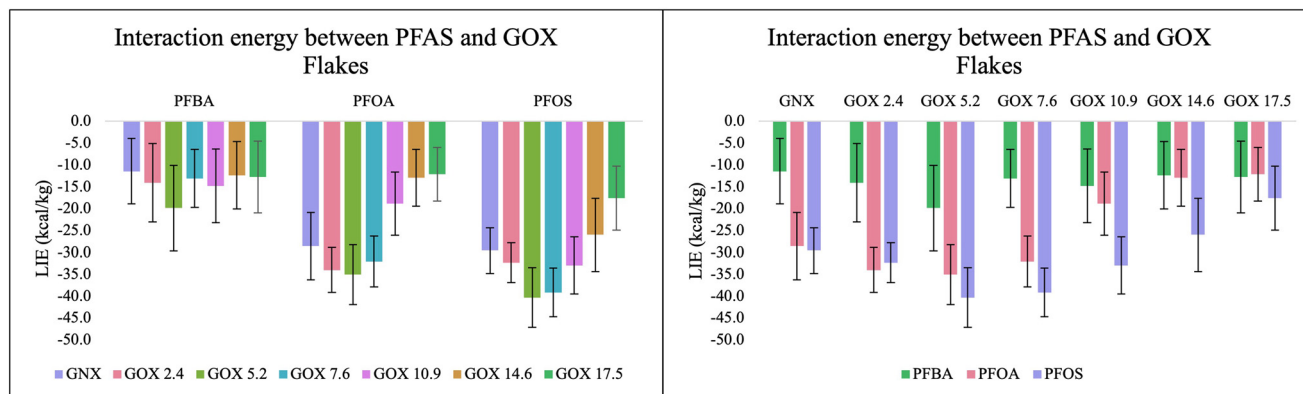 Interaction energy between PFAS and GOX
Flakes
PFBA PFOA PFOS
0.0
-5.0
-10.0
-15.0
-20.0
-25.0
-30.0
-35.0
-40.0
-45.0
-50.0
LIE (kcal/kg)
GNX GOX 2.4 GOX 5.2 GOX 7.6 GOX 10.9 GOX 14.6 GOX 17.5
Interaction energy between PFAS and GOX
Flakes
GNX GOX 2.4 GOX 5.2 GOX 7.6 GOX 10.9 GOX 14.6 GOX 17.5
0.0
-5.0
-10.0
-15.0
-20.0
-25.0
-30.0
-35.0
-40.0
-45.0
-50.0
LIE (kcal/kg)
PFBA PFOA PFOS